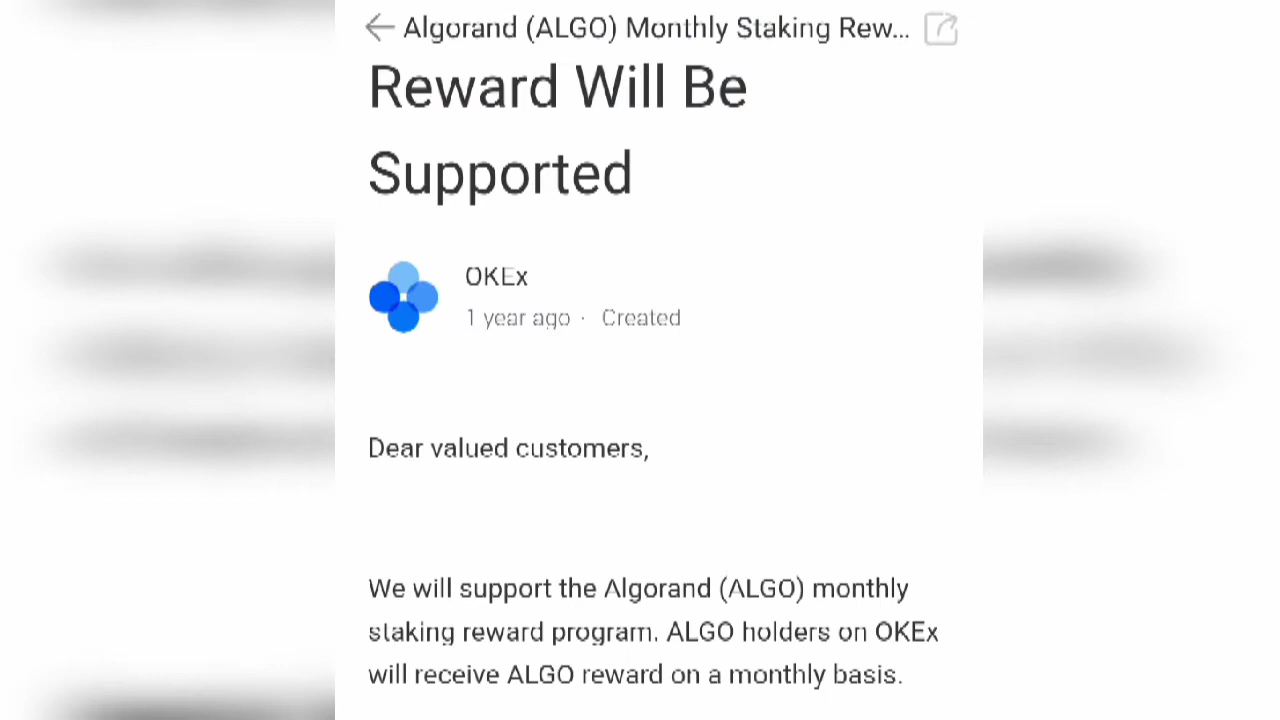 Algorand (ALGO) Monthly Staking Rew...
Reward Will Be
Supported
OKEx
1 year ago · Created
Dear valued customers,
We will support the Algorand (ALGO) monthly
staking reward program. ALGO holders on OKEx
will receive ALGO reward on a monthly basis.